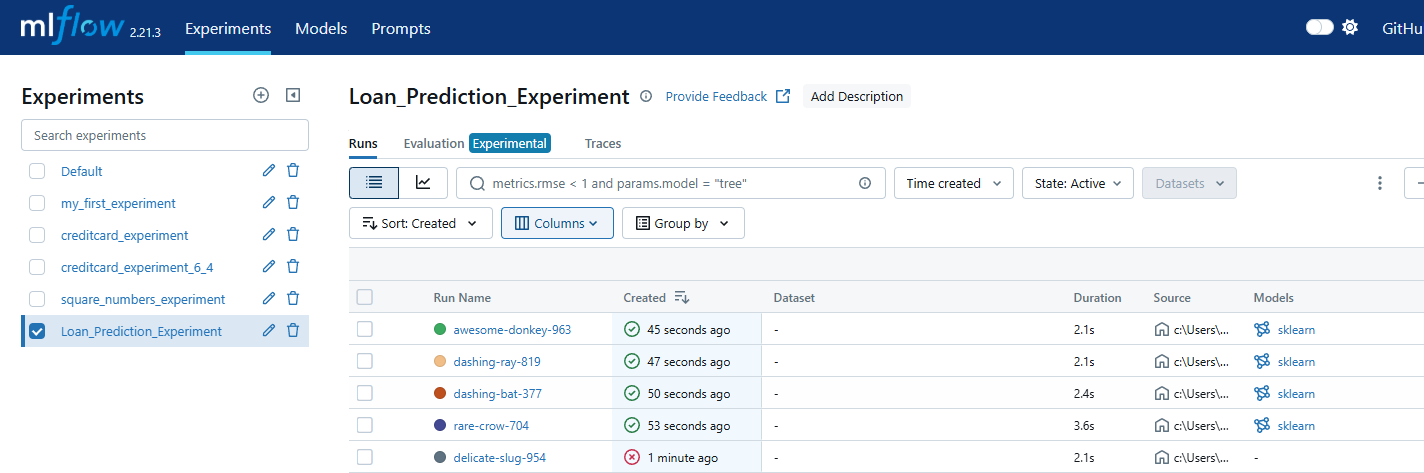 mlflow 2.21.3 Experiments Models Prompts GitHu
Experiments
Search experiments
Default
my_first_experiment
creditcard_experiment
creditcard_experiment_6_4
square_numbers_experiment
Loan_Prediction_Experiment
Loan_Prediction_Experiment Provide Feedback Add Description
Runs Evaluation Experimental Traces
metrics.rmse < 1 and params.model = "tree" Time created State: Active Datasets
Sort: Created Columns Group by
Run Name Created Dataset Duration Source Models
awesome-donkey-963 45 seconds ago - 2.1s c:\Users\... sklearn
dashing-ray-819 47 seconds ago - 2.1s c:\Users\... sklearn
dashing-bat-377 50 seconds ago - 2.4s c:\Users\... sklearn
rare-crow-704 53 seconds ago - 3.6s c:\Users\... sklearn
delicate-slug-954 1 minute ago - 2.1s c:\Users\... -